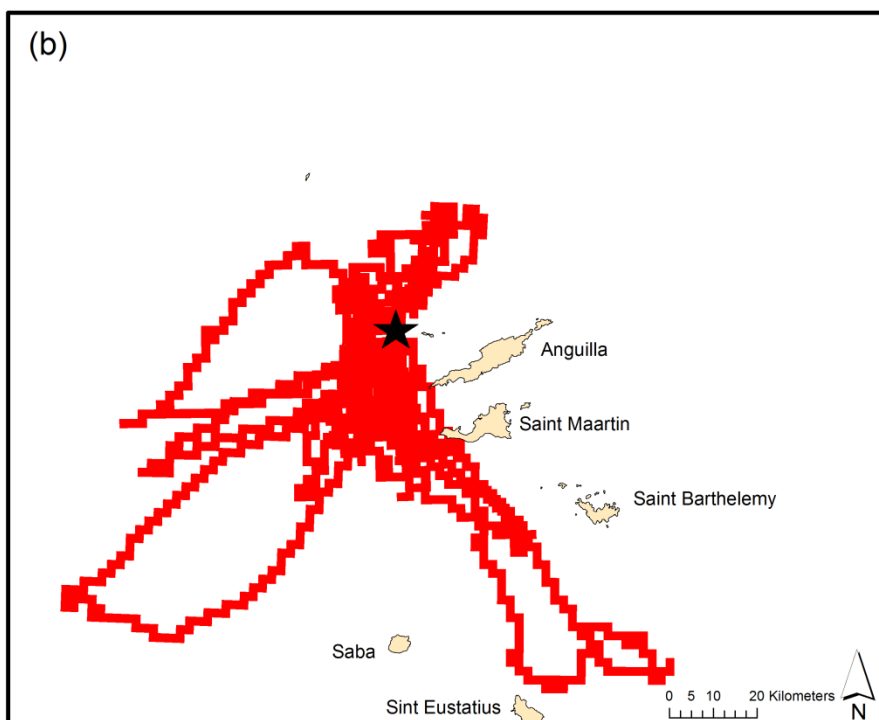 (b)
Anguilla
Saint Maartin
Saint Barthelemy
Saba
Sint Eustatius
0 5 10 20 Kilometers
N